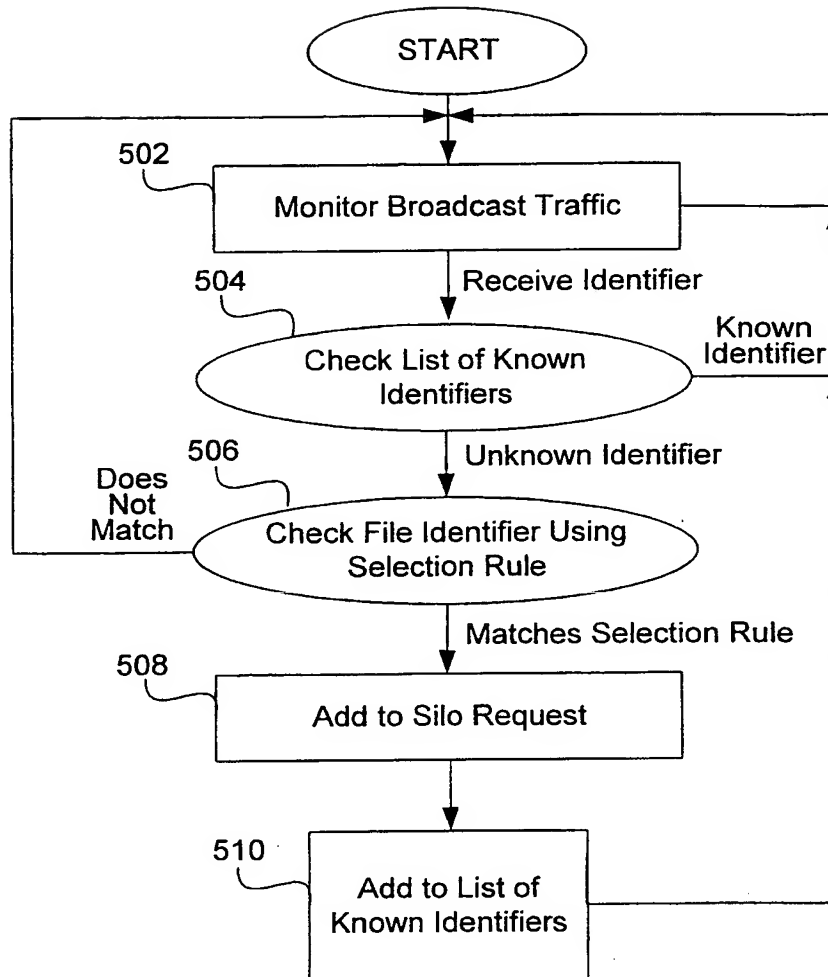 START
502
Monitor Broadcast Traffic
Receive Identifier
504
Known
Identifier
Check List of Known
Identifiers
Unknown Identifier
506
Does
Not
Match
Check File Identifier Using
Selection Rule
Matches Selection Rule
508
Add to Silo Request
510
Add to List of
Known Identifiers